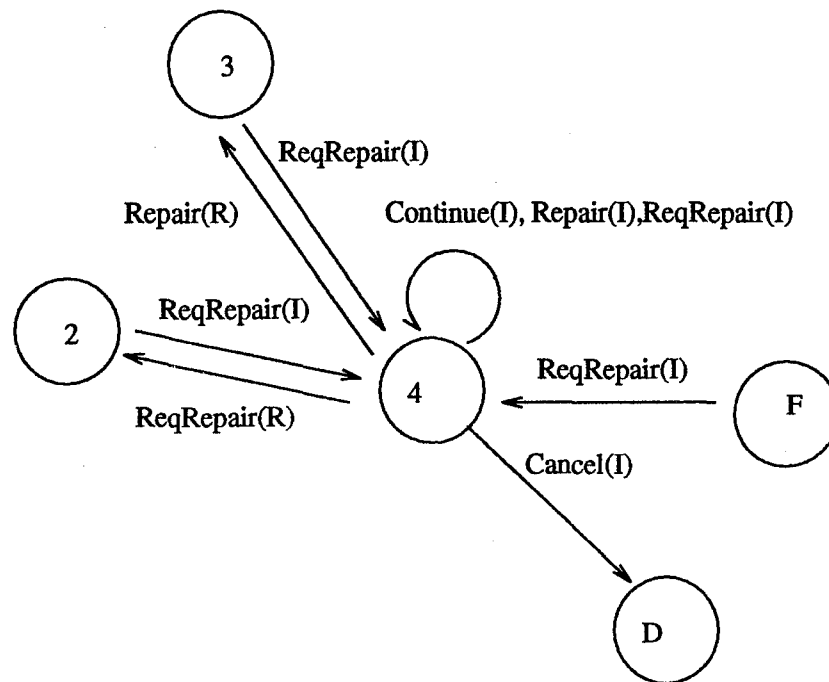 3
ReqRepair(I)
Repair(R)
Continue(I), Repair(I),ReqRepair(I)
2
ReqRepair(I)
ReqRepair(R)
4
ReqRepair(I)
F
Cancel(I)
D